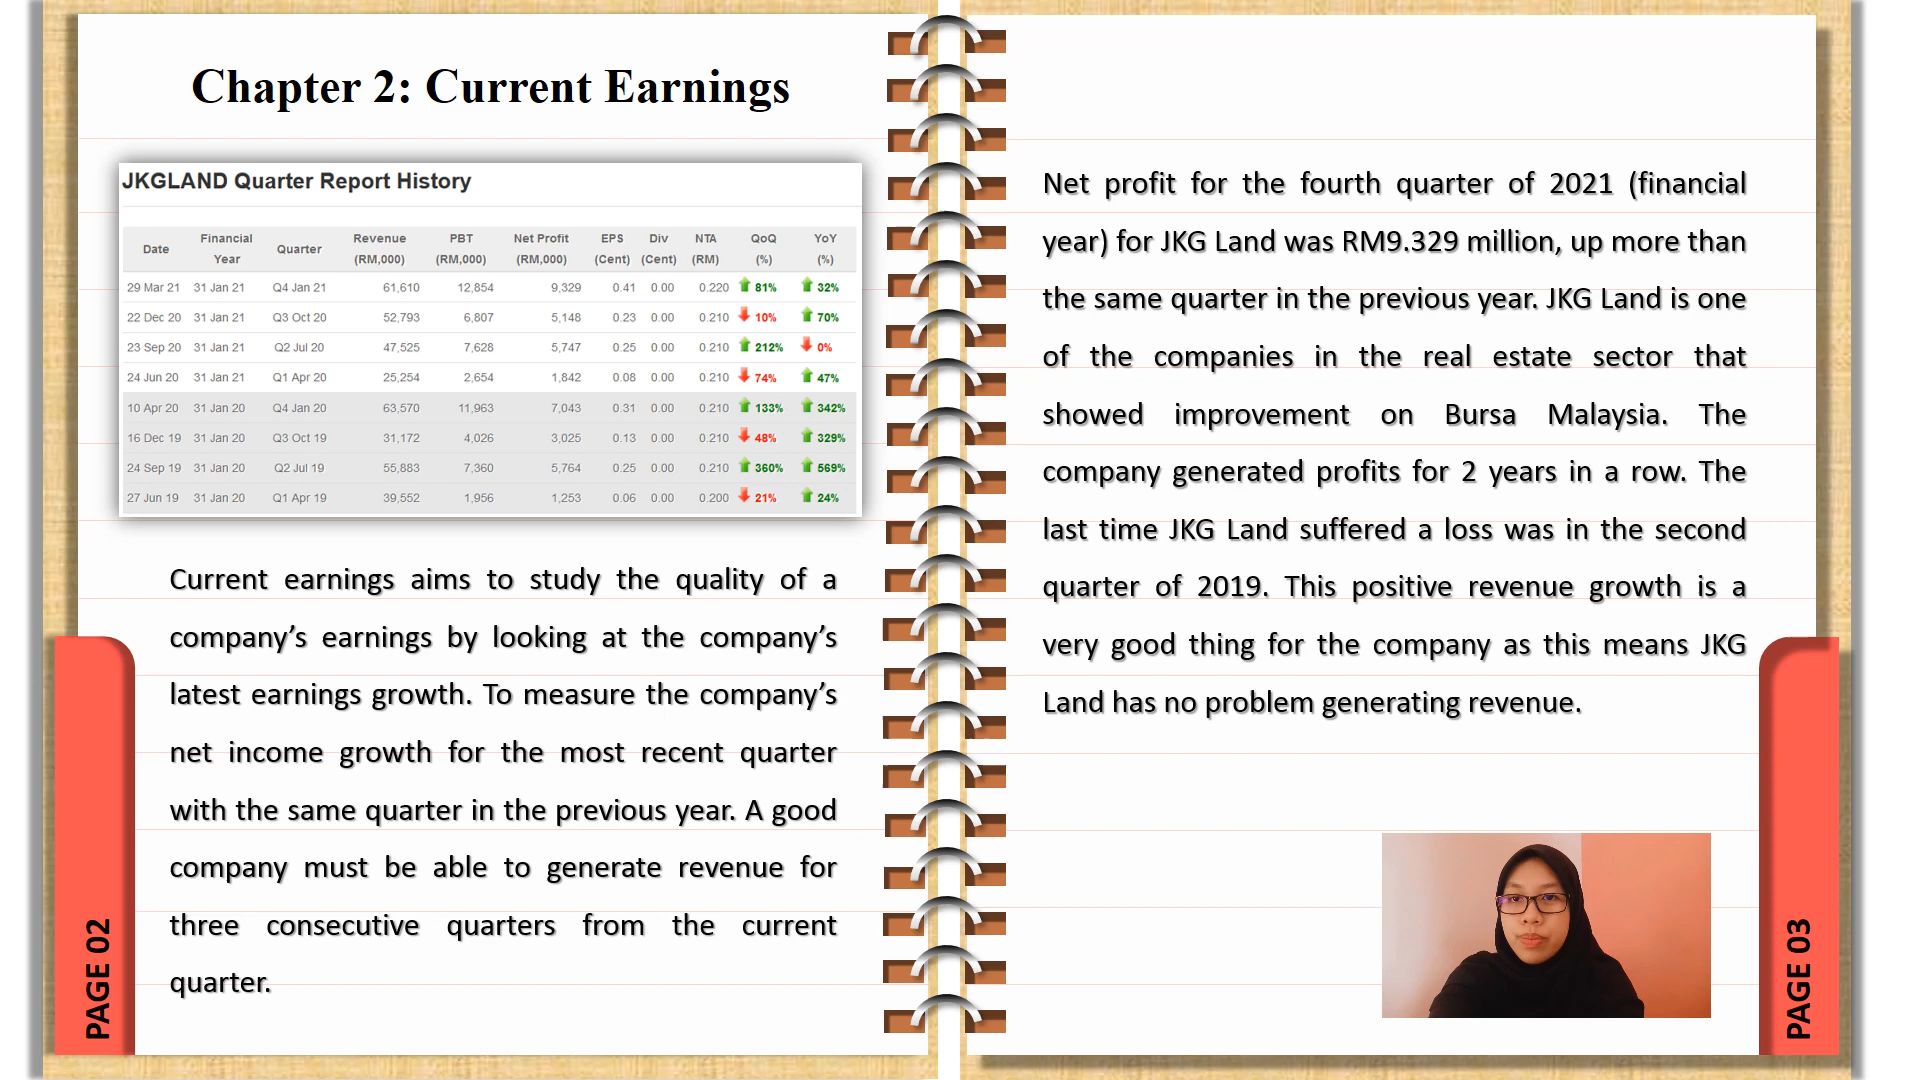 Chapter 2: Current Earnings
JKGLAND Quarter Report History
Date Financial Year Quarter Revenue (RM,000) PBT (RM,000) Net Profit (RM,000) EPS (Cent) Div (Cent) NTA (RM) QoQ (%) YoY (%)
29 Mar 21 31 Jan 21 Q4 Jan 21 61,610 12,854 9,329 0.41 0.00 0.220 81% 32%
22 Dec 20 31 Jan 21 Q3 Oct 20 52,793 6,807 5,148 0.23 0.00 0.210 10% 70%
23 Sep 20 31 Jan 21 Q2 Jul 20 47,525 7,628 5,747 0.25 0.00 0.210 212% 0%
24 Jun 20 31 Jan 21 Q1 Apr 20 25,254 2,654 1,842 0.08 0.00 0.210 74% 47%
10 Apr 20 31 Jan 20 Q4 Jan 20 63,570 11,963 7,043 0.31 0.00 0.210 133% 342%
16 Dec 19 31 Jan 20 Q3 Oct 19 31,172 4,026 3,025 0.13 0.00 0.210 48% 329%
24 Sep 19 31 Jan 20 Q2 Jul 19 55,883 7,360 5,764 0.25 0.00 0.210 360% 569%
27 Jun 19 31 Jan 20 Q1 Apr 19 39,552 1,956 1,253 0.06 0.00 0.200 21% 24%
Current earnings aims to study the quality of a
company’s earnings by looking at the company’s
latest earnings growth. To measure the company’s
net income growth for the most recent quarter
with the same quarter in the previous year. A good
company must be able to generate revenue for
three consecutive quarters from the current
quarter.
PAGE 02
Net profit for the fourth quarter of 2021 (financial
year) for JKG Land was RM9.329 million, up more than
the same quarter in the previous year. JKG Land is one
of the companies in the real estate sector that
showed improvement on Bursa Malaysia. The
company generated profits for 2 years in a row. The
last time JKG Land suffered a loss was in the second
quarter of 2019. This positive revenue growth is a
very good thing for the company as this means JKG
Land has no problem generating revenue.
PAGE 03